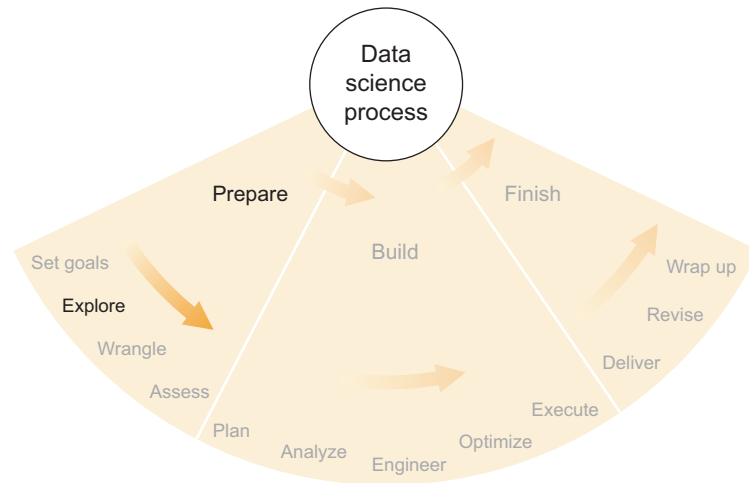 Data
science
process
Prepare
Finish
Build
Set goals
Explore
Wrangle
Assess
Plan
Analyze
Engineer
Optimize
Execute
Deliver
Revise
Wrap up